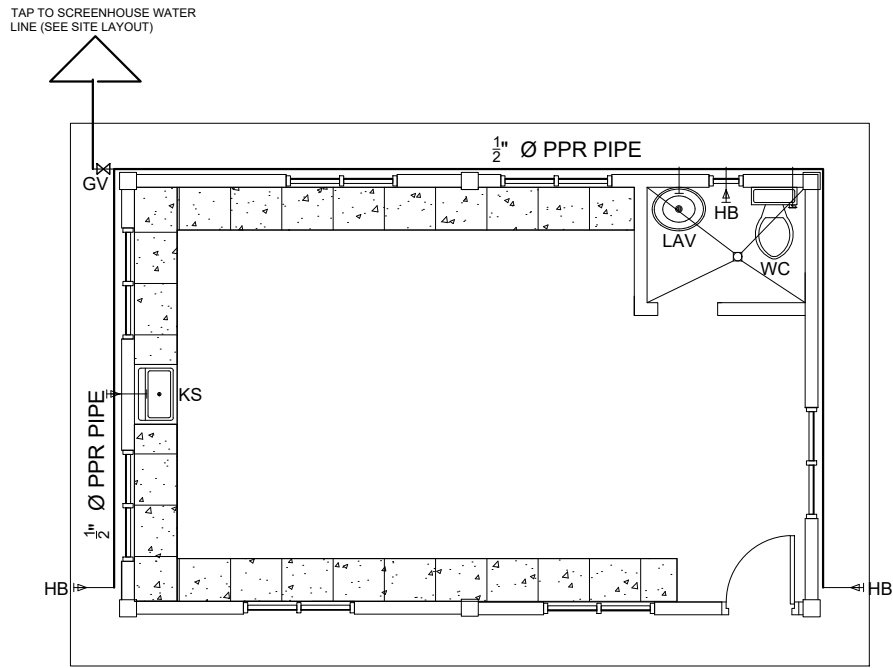 TAP TO SCREENHOUSE WATER
LINE (SEE SITE LAYOUT)
1/2" Ø PPR PIPE
GV
HB
LAV
WC
KS
1/2" Ø PPR PIPE
HB
HB